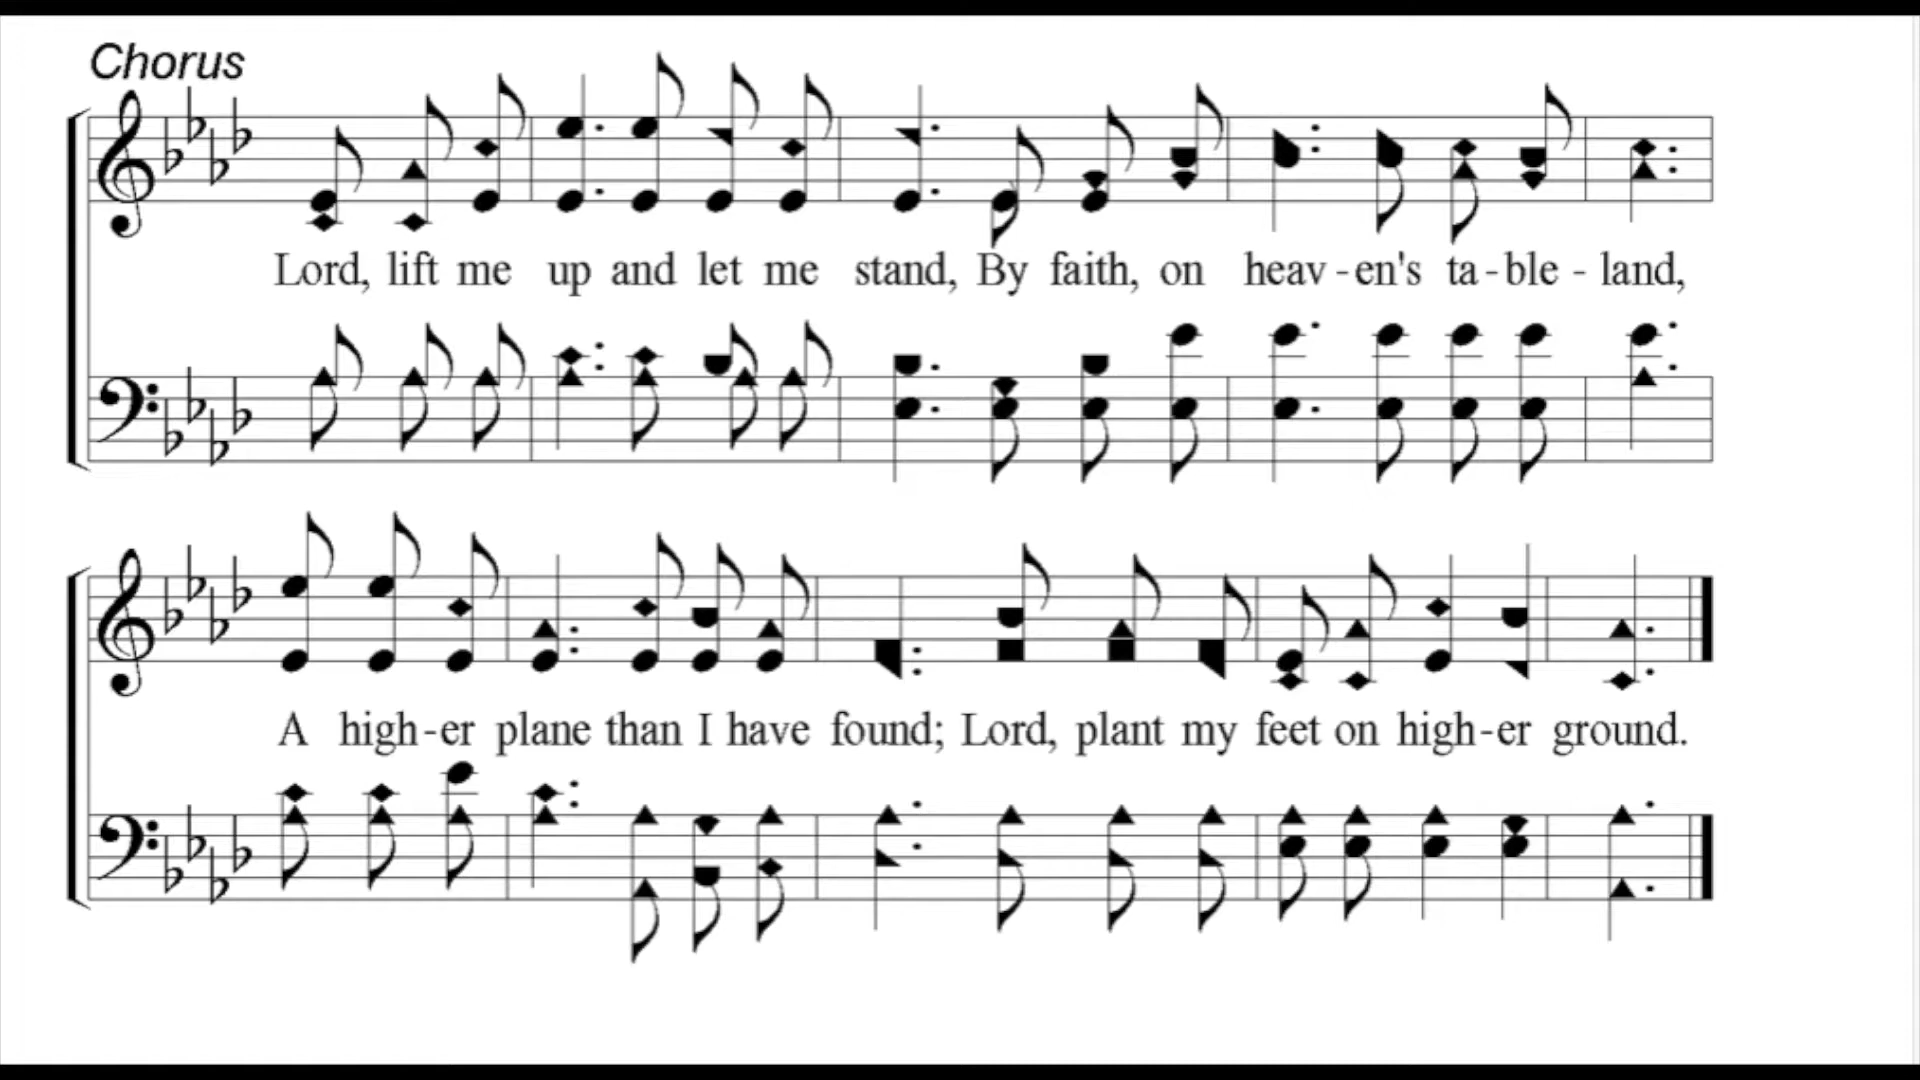 Chorus
Lord, lift me up and let me stand, By faith, on heav-en's ta-ble-land,
A high-er plane than I have found; Lord, plant my feet on high-er ground.